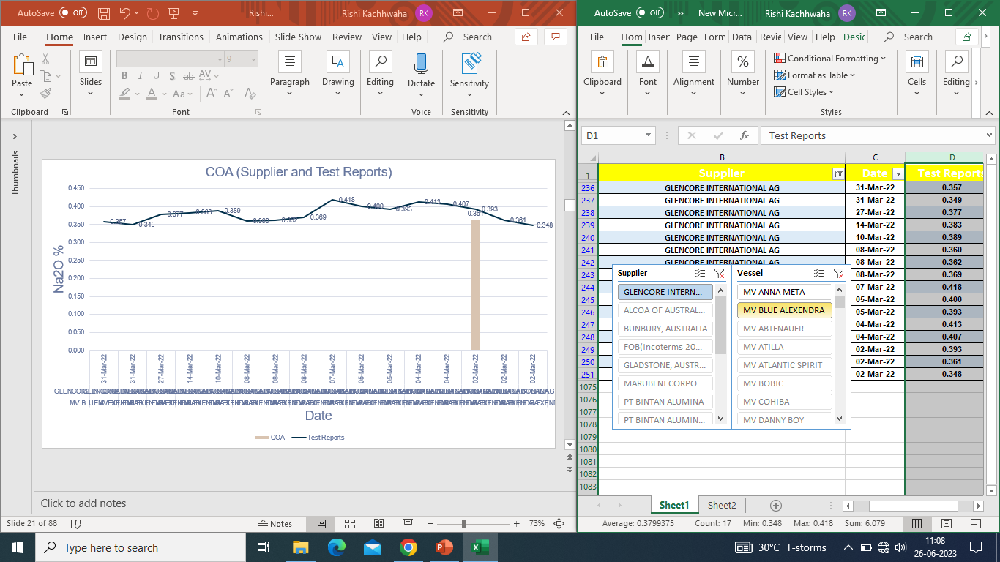 AutoSave Off Rishi... Rishi Kachhwaha RK
File Home Insert Design Transitions Animations Slide Show Review View Help Search
Paste
Clipboard
Slides
9
B I U S ab AV
A Aa A A A
Font
Paragraph
Drawing
Editing
Dictate
Voice
Sensitivity
Sensitivity
Thumbnails
COA (Supplier and Test Reports)
0.450
0.400
0.350
0.300
0.250
0.200
0.150
0.100
0.050
0.000
Na2O %
0.357 0.349 0.377 0.389 0.369 0.418 0.400 0.393 0.413 0.407 0.393 0.361 0.361 0.348
31-Mar-22 31-Mar-22 27-Mar-22 14-Mar-22 10-Mar-22 08-Mar-22 08-Mar-22 08-Mar-22 07-Mar-22 05-Mar-22 05-Mar-22 04-Mar-22 04-Mar-22 02-Mar-22 02-Mar-22 02-Mar-22
Date
COA Test Reports
Click to add notes
Slide 21 of 88 Notes 73%
AutoSave Off » New Micr... Rishi Kachhwaha RK
File Hom Inser Page Form Data Revie View Help Desig Search
Clipboard
Font
Alignment
% Number
Conditional Formatting
Format as Table
Cell Styles
Styles
Cells
Editing
D1 fx Test Reports
B C D
1 Supplier Date Test Reports
236 GLENCORE INTERNATIONAL AG 31-Mar-22 0.357
237 GLENCORE INTERNATIONAL AG 31-Mar-22 0.349
238 GLENCORE INTERNATIONAL AG 27-Mar-22 0.377
239 GLENCORE INTERNATIONAL AG 14-Mar-22 0.383
240 GLENCORE INTERNATIONAL AG 10-Mar-22 0.389
241 GLENCORE INTERNATIONAL AG 08-Mar-22 0.360
242 GLENCORE INTERNATIONAL AG 08-Mar-22 0.362
243 08-Mar-22 0.369
244 07-Mar-22 0.418
245 05-Mar-22 0.400
246 05-Mar-22 0.393
247 04-Mar-22 0.413
248 04-Mar-22 0.407
249 02-Mar-22 0.393
250 02-Mar-22 0.361
251 02-Mar-22 0.348
1075
1076
1077
1078
1079
1080
1081
1082
1083
Supplier
GLENCORE INTERN...
ALCOA OF AUSTRAL...
BUNBURY, AUSTRALIA
FOB(Incoterms 20...
GLADSTONE, AUSTR...
MARUBENI CORPO...
PT BINTAN ALUMINA
PT BINTAN ALUMIN...
Vessel
MV ANNA META
MV BLUE ALEXENDRA
MV ABTENAUER
MV ATILLA
MV ATLANTIC SPIRIT
MV BOBIC
MV COHIBA
MV DANNY BOY
Sheet1 Sheet2
Average: 0.3799375 Count: 17 Min: 0.348 Max: 0.418 Sum: 6.079
Type here to search
30°C T-storms
11:08
26-06-2023